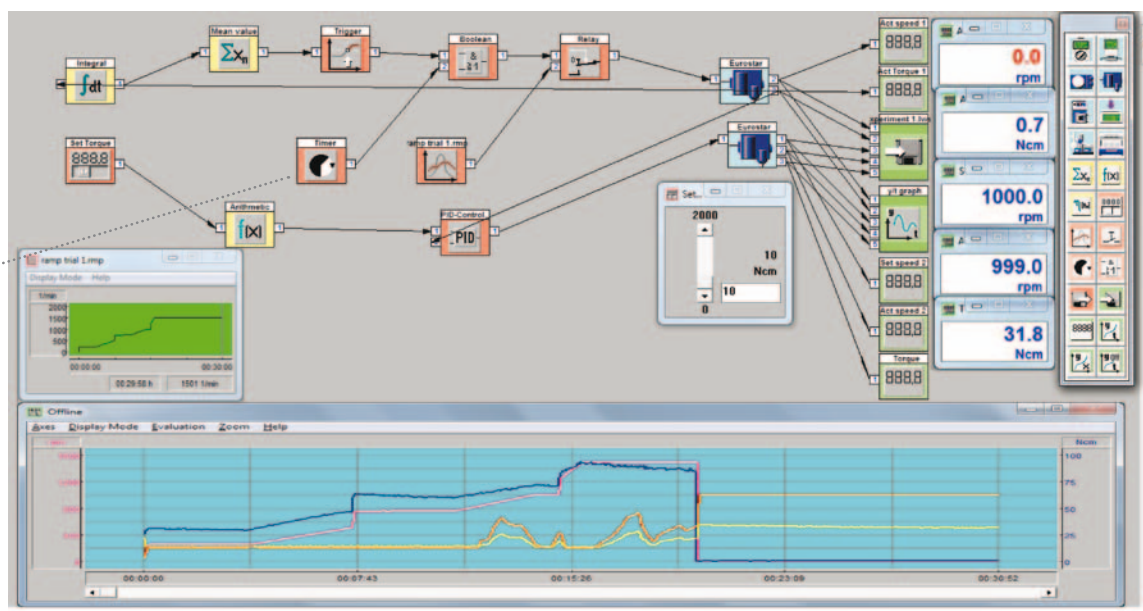 Mean value
Trigger
Boolean
Relay
Integral
Eurostar
Act speed 1
Act Torque 1
xperiment 1.lws
Set Torque
Timer
ramp trial 1.rmp
Eurostar
y/t graph
Arithmetic
PID-Control
Set speed 2
Act speed 2
Torque
∑xn
∫dt
888,8
f(x)
PID
888,8
888,8
888,8
888,8
888,8
A
0.0
rpm
A
0.7
Ncm
S
1000.0
rpm
A
999.0
rpm
T
31.8
Ncm
Set...
2000
10
Ncm
10
0
ramp trial 1.rmp
Display Mode Help
1/min
2000
1500
1000
500
0
00:00:00 00:30:00
00:29:58 h 1501 1/min
Offline
Axes Display Mode Evaluation Zoom Help
Ncm
100
75
50
25
0
00:00:00 00:07:43 00:15:26 00:23:09 00:30:52